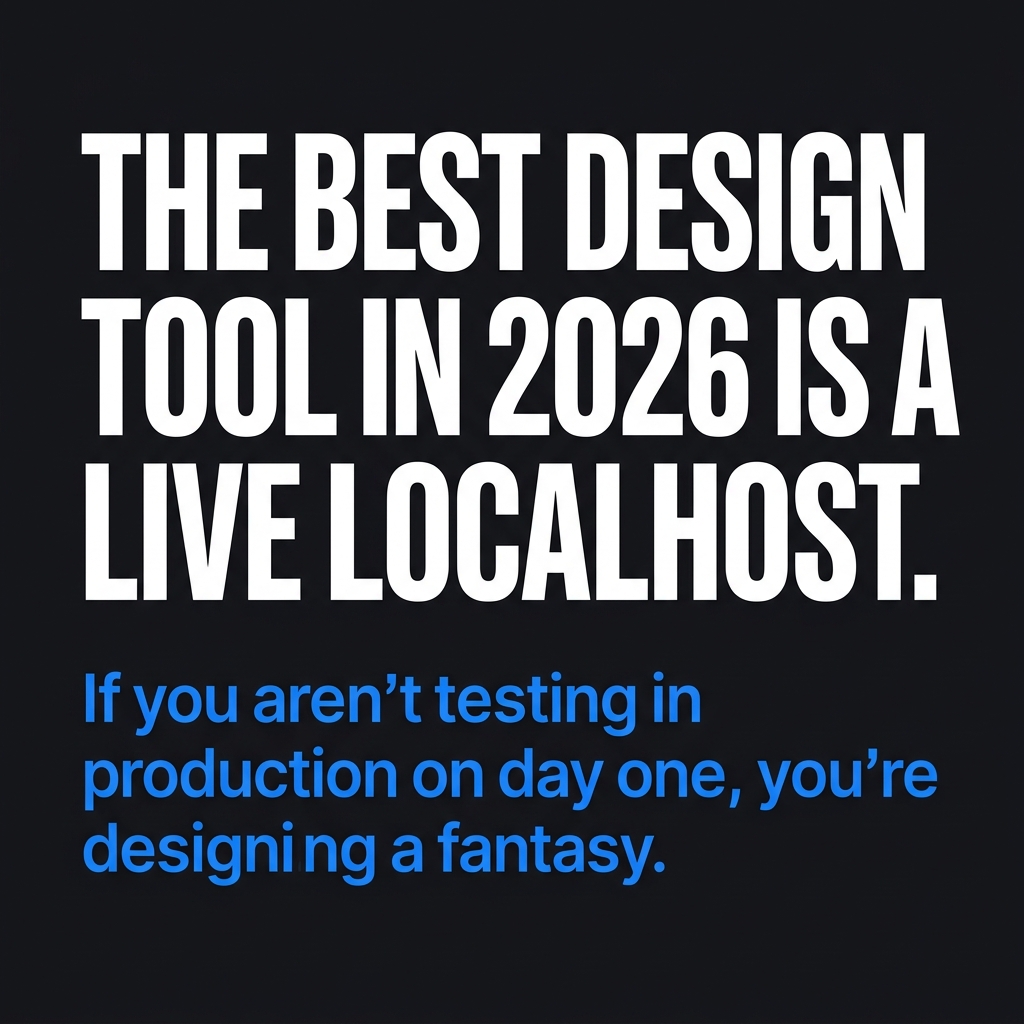 THE BEST DESIGN
TOOL IN 2026 IS A
LIVE LOCALHOST.
If you aren’t testing in
production on day one, you’re
designing a fantasy.